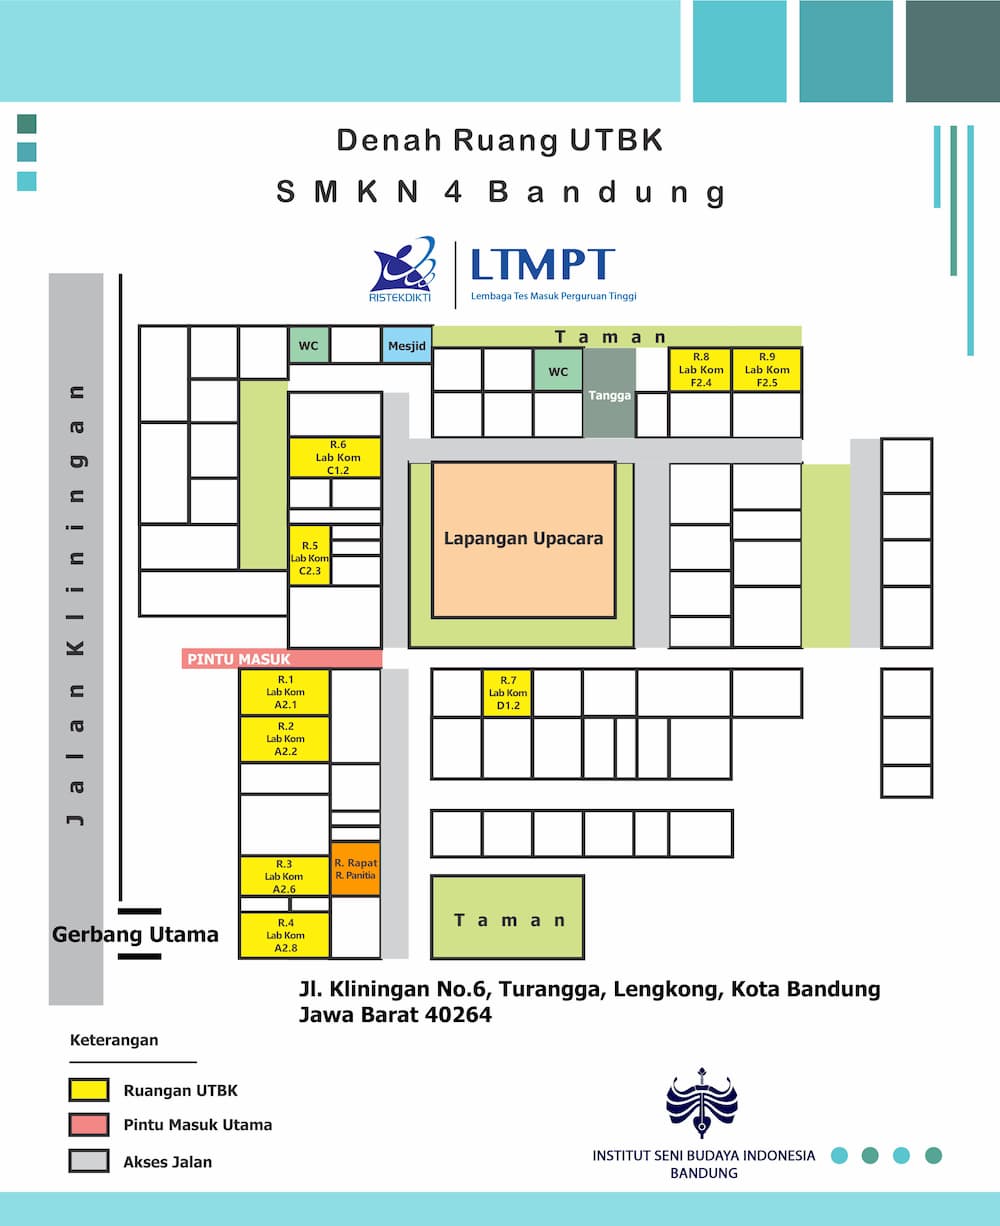 Denah Ruang UTBK
SMKN 4 Bandung
RISTEKDIKTI
LTMPT
Lembaga Tes Masuk Perguruan Tinggi
Taman
WC
Mesjid
WC
Tangga
R.8
Lab Kom
F2.4
R.9
Lab Kom
F2.5
Jalan Kliningan
R.6
Lab Kom
C1.2
R.5
Lab Kom
C2.3
Lapangan Upacara
PINTU MASUK
R.1
Lab Kom
A2.1
R.7
Lab Kom
D1.2
R.2
Lab Kom
A2.2
R.3
Lab Kom
A2.6
R. Rapat
R. Panitia
R.4
Lab Kom
A2.8
Taman
Gerbang Utama
Jl. Kliningan No.6, Turangga, Lengkong, Kota Bandung
Jawa Barat 40264
Keterangan
Ruangan UTBK
Pintu Masuk Utama
Akses Jalan
INSTITUT SENI BUDAYA INDONESIA
BANDUNG